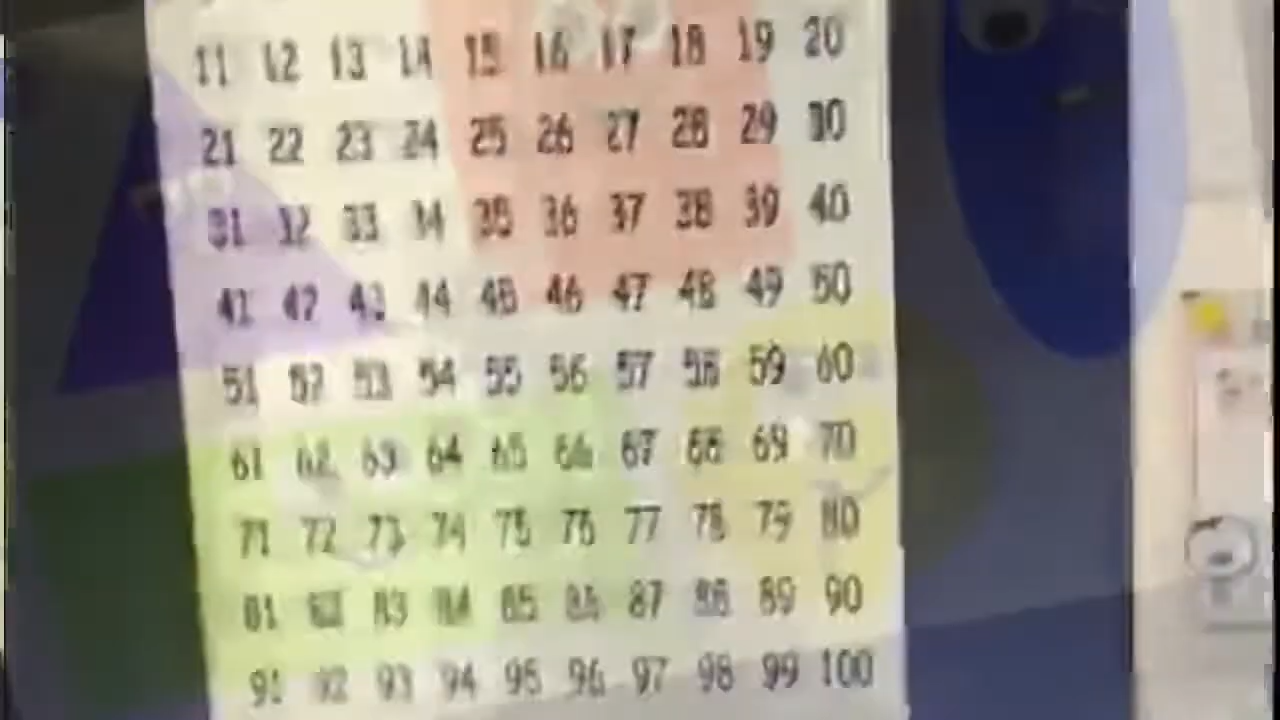 11 12 13 14 15 16 17 18 19 20
21 22 23 24 25 26 27 28 29 30
31 32 33 34 35 36 37 38 39 40
41 42 43 44 45 46 47 48 49 50
51 52 53 54 55 56 57 58 59 60
61 62 63 64 65 66 67 68 69 70
71 72 73 74 75 76 77 78 79 80
81 82 83 84 85 86 87 88 89 90
91 92 93 94 95 96 97 98 99 100